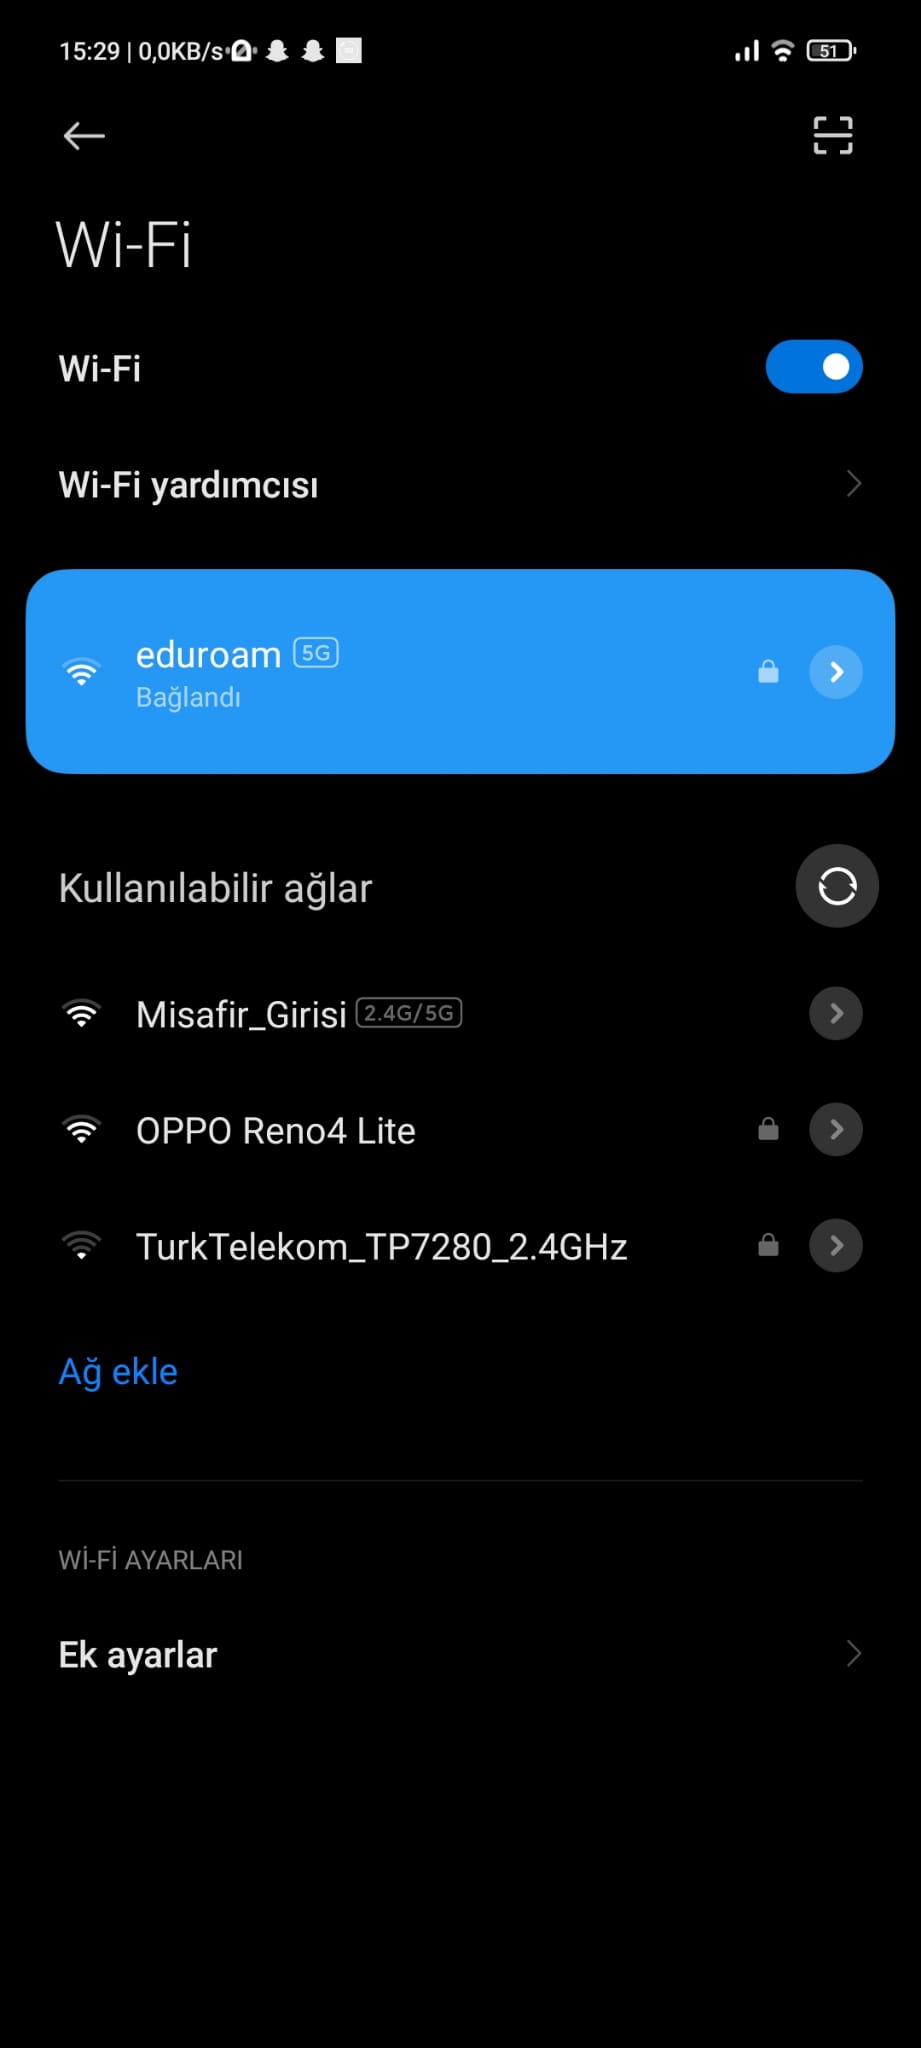 15:29 | 0,0KB/s
51
Wi-Fi
Wi-Fi
Wi-Fi yardımcısı
eduroam 5G
Bağlandı
Kullanılabilir ağlar
Misafir_Girisi 2.4G/5G
OPPO Reno4 Lite
TurkTelekom_TP7280_2.4GHz
Ağ ekle
Wİ-Fİ AYARLARI
Ek ayarlar